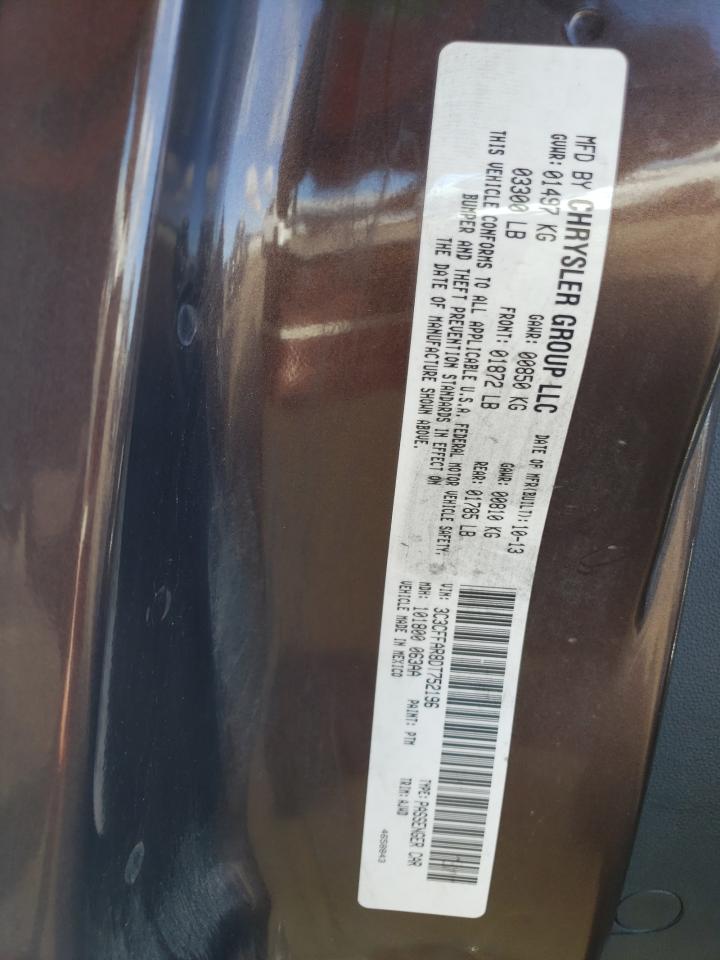 MFD BY CHRYSLER GROUP LLC DATE OF MFR(BUILT): 10-13
GVWR: 01497 KG GAWR: 00850 KG GAWR: 00810 KG
03300 LB FRONT: 01872 LB REAR: 01785 LB
THIS VEHICLE CONFORMS TO ALL APPLICABLE U.S.A. FEDERAL MOTOR VEHICLE SAFETY,
BUMPER AND THEFT PREVENTION STANDARDS IN EFFECT ON
THE DATE OF MANUFACTURE SHOWN ABOVE.
VIN: 3C3CFFAR8DT752196 TYPE: PASSENGER CAR
MDH: 101800 063AA PAINT: PTM TRIM: AJWD
VEHICLE MADE IN MEXICO
4658843